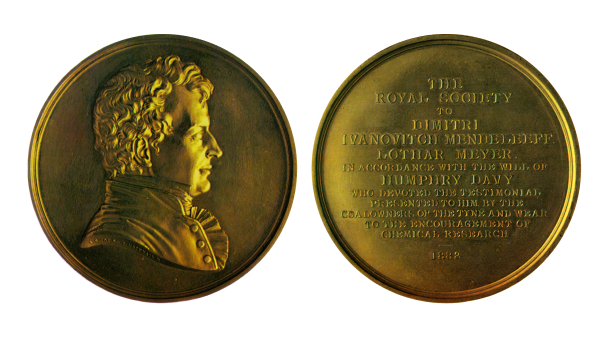 THE
ROYAL SOCIETY
TO
DIMITRI
IVANOVITCH MENDELEEFF
LOTHAR MEYER
IN ACCORDANCE WITH THE WILL OF
HUMPHRY DAVY
WHO DEVOTED THE TESTIMONIAL
PRESENTED TO HIM BY THE
COALOWNERS OF THE TYNE AND WEAR
TO THE ENCOURAGEMENT OF
CHEMICAL RESEARCH
1882